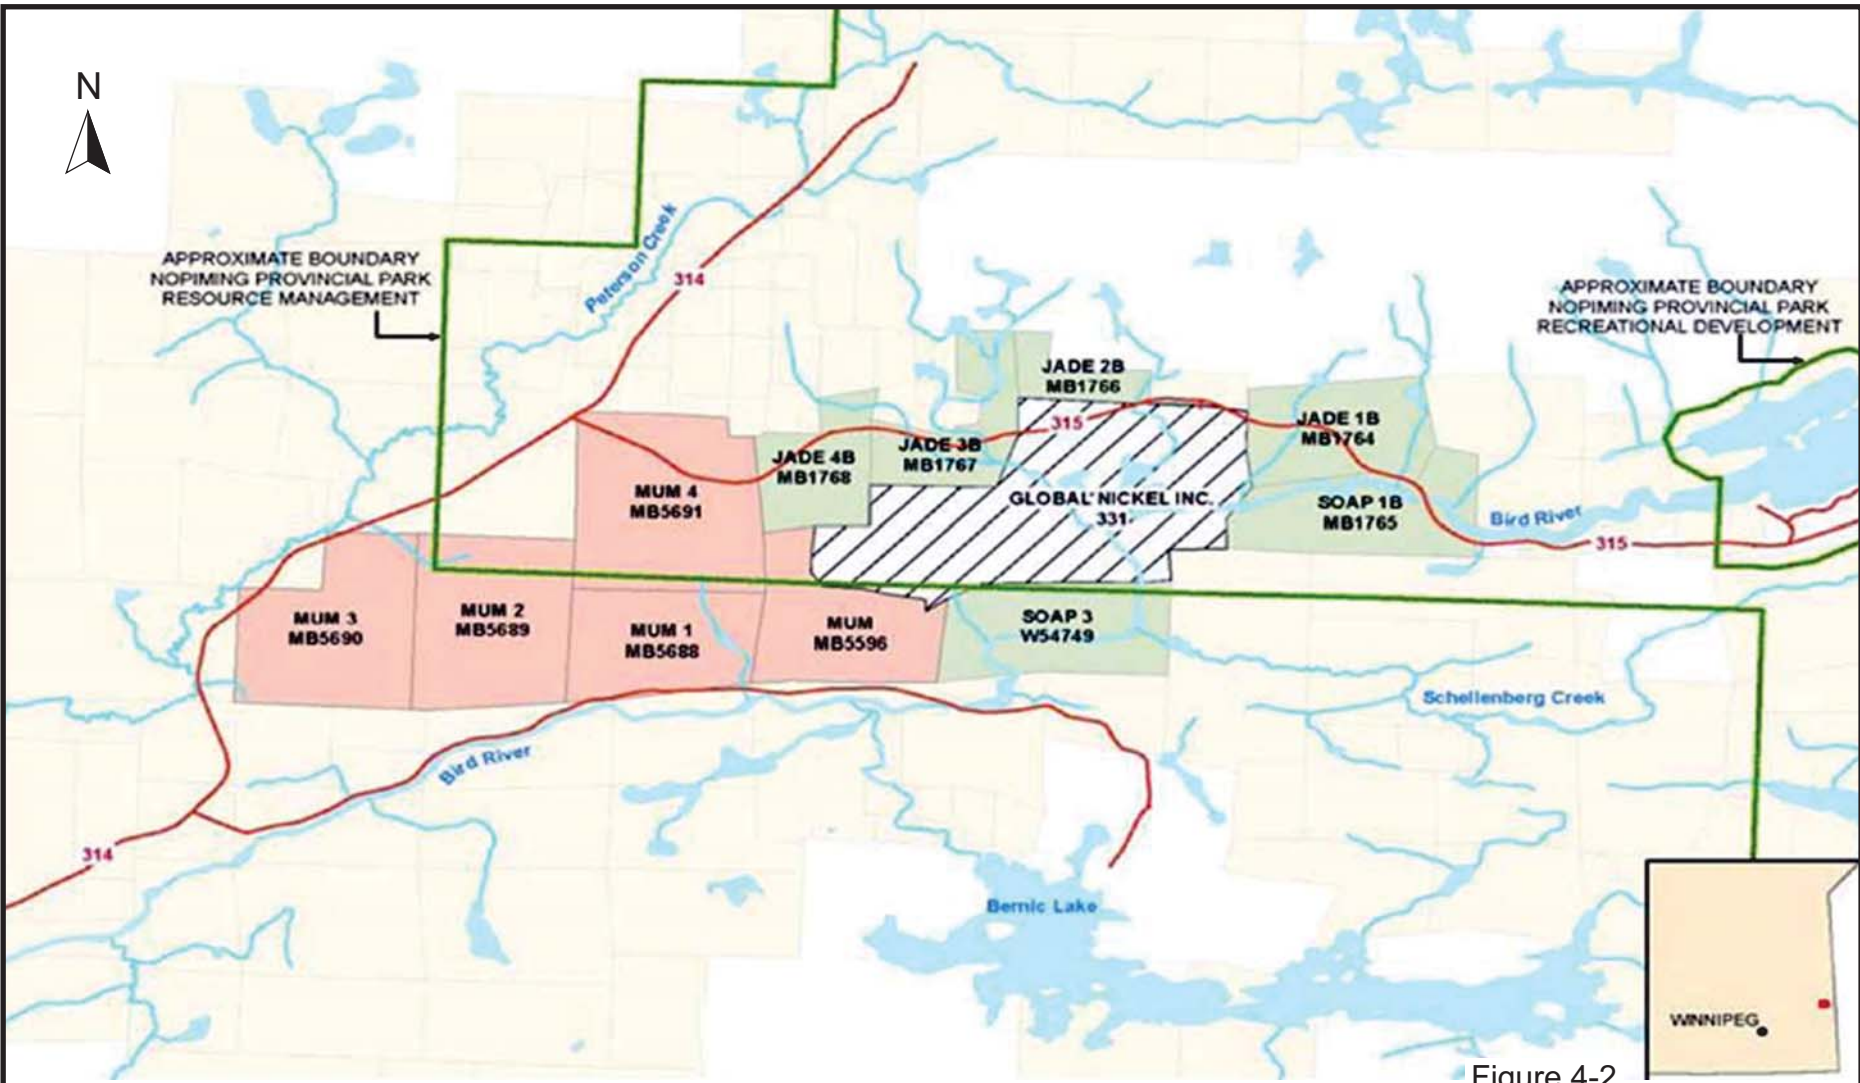 N
APPROXIMATE BOUNDARY
NOPIMING PROVINCIAL PARK
RESOURCE MANAGEMENT
Peterson Creek
314
APPROXIMATE BOUNDARY
NOPIMING PROVINCIAL PARK
RECREATIONAL DEVELOPMENT
JADE 2B
MB1766
315
JADE 1B
MB1764
JADE 4B
MB1768
JADE 3B
MB1767
MUM 4
MB5691
GLOBAL NICKEL INC.
331
SOAP 1B
MB1765
Bird River
315
MUM 3
MB5690
MUM 2
MB5689
MUM 1
MB5688
MUM
MB5596
SOAP 3
W54749
Schellenberg Creek
Bird River
314
Bernic Lake
WINNIPEG
Figure 4-2